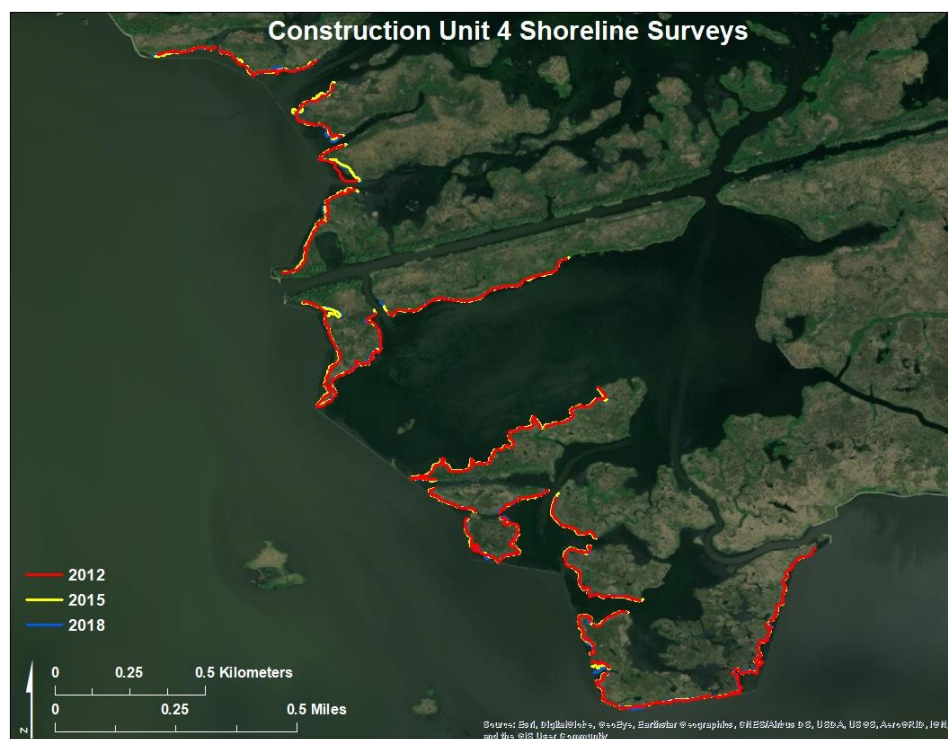 Construction Unit 4 Shoreline Surveys
2012
2015
2018
0 0.25 0.5 Kilometers
0 0.25 0.5 Miles
N
Source: Esri, DigitalGlobe, GeoEye, Earthstar Geographics, CNES/Airbus DS, USDA, USGS, AeroGRID, IGN,
and the GIS User Community